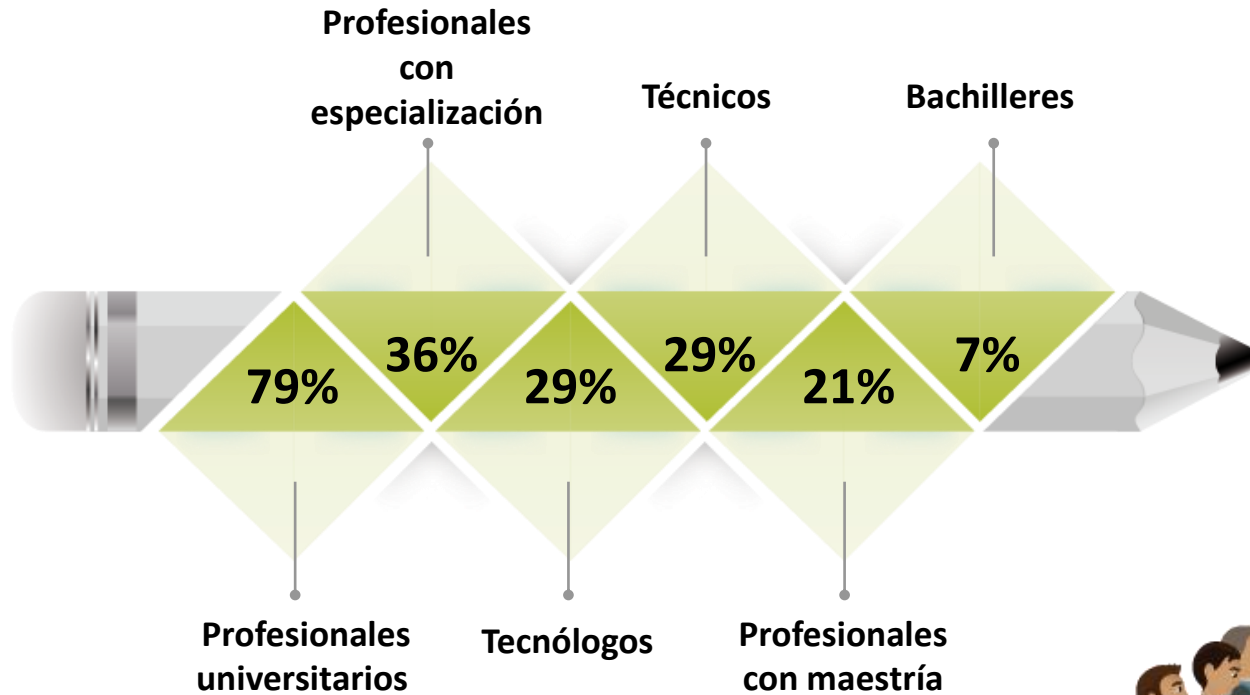 Profesionales
con
especialización
Técnicos
Bachilleres
79%
36%
29%
29%
21%
7%
Profesionales
universitarios
Tecnólogos
Profesionales
con maestría